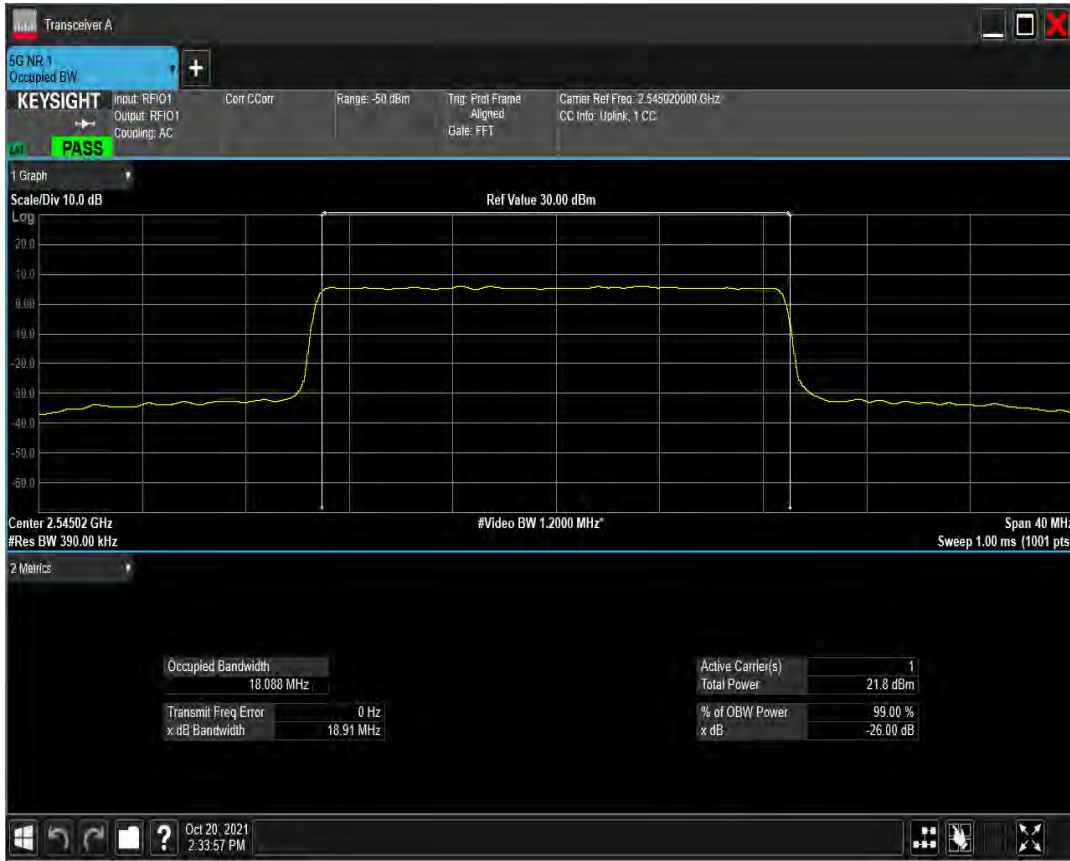 Transceiver A
5G NR 1
Occupied BW
+
KEYSIGHT
Input: RFIO1
Output: RFIO1
Coupling: AC
Corr CCorr
Range: -50 dBm
Trig: Prot Frame
Aligned
Gate: FFT
Carrier Ref Freq: 2.545020000 GHz
CC Info: Uplink, 1 CC
PASS
1 Graph
Scale/Div 10.0 dB
Ref Value 30.00 dBm
Log
20.0
10.0
0.00
-10.0
-20.0
-30.0
-40.0
-50.0
-60.0
Center 2.54502 GHz
#Video BW 1.2000 MHz*
Span 40 MHz
#Res BW 390.00 kHz
Sweep 1.00 ms (1001 pts
2 Metrics
Occupied Bandwidth
18.088 MHz
Transmit Freq Error 0 Hz
x dB Bandwidth 18.91 MHz
Active Carrier(s) 1
Total Power 21.8 dBm
% of OBW Power 99.00 %
x dB -26.00 dB
?
Oct 20, 2021
2:33:57 PM